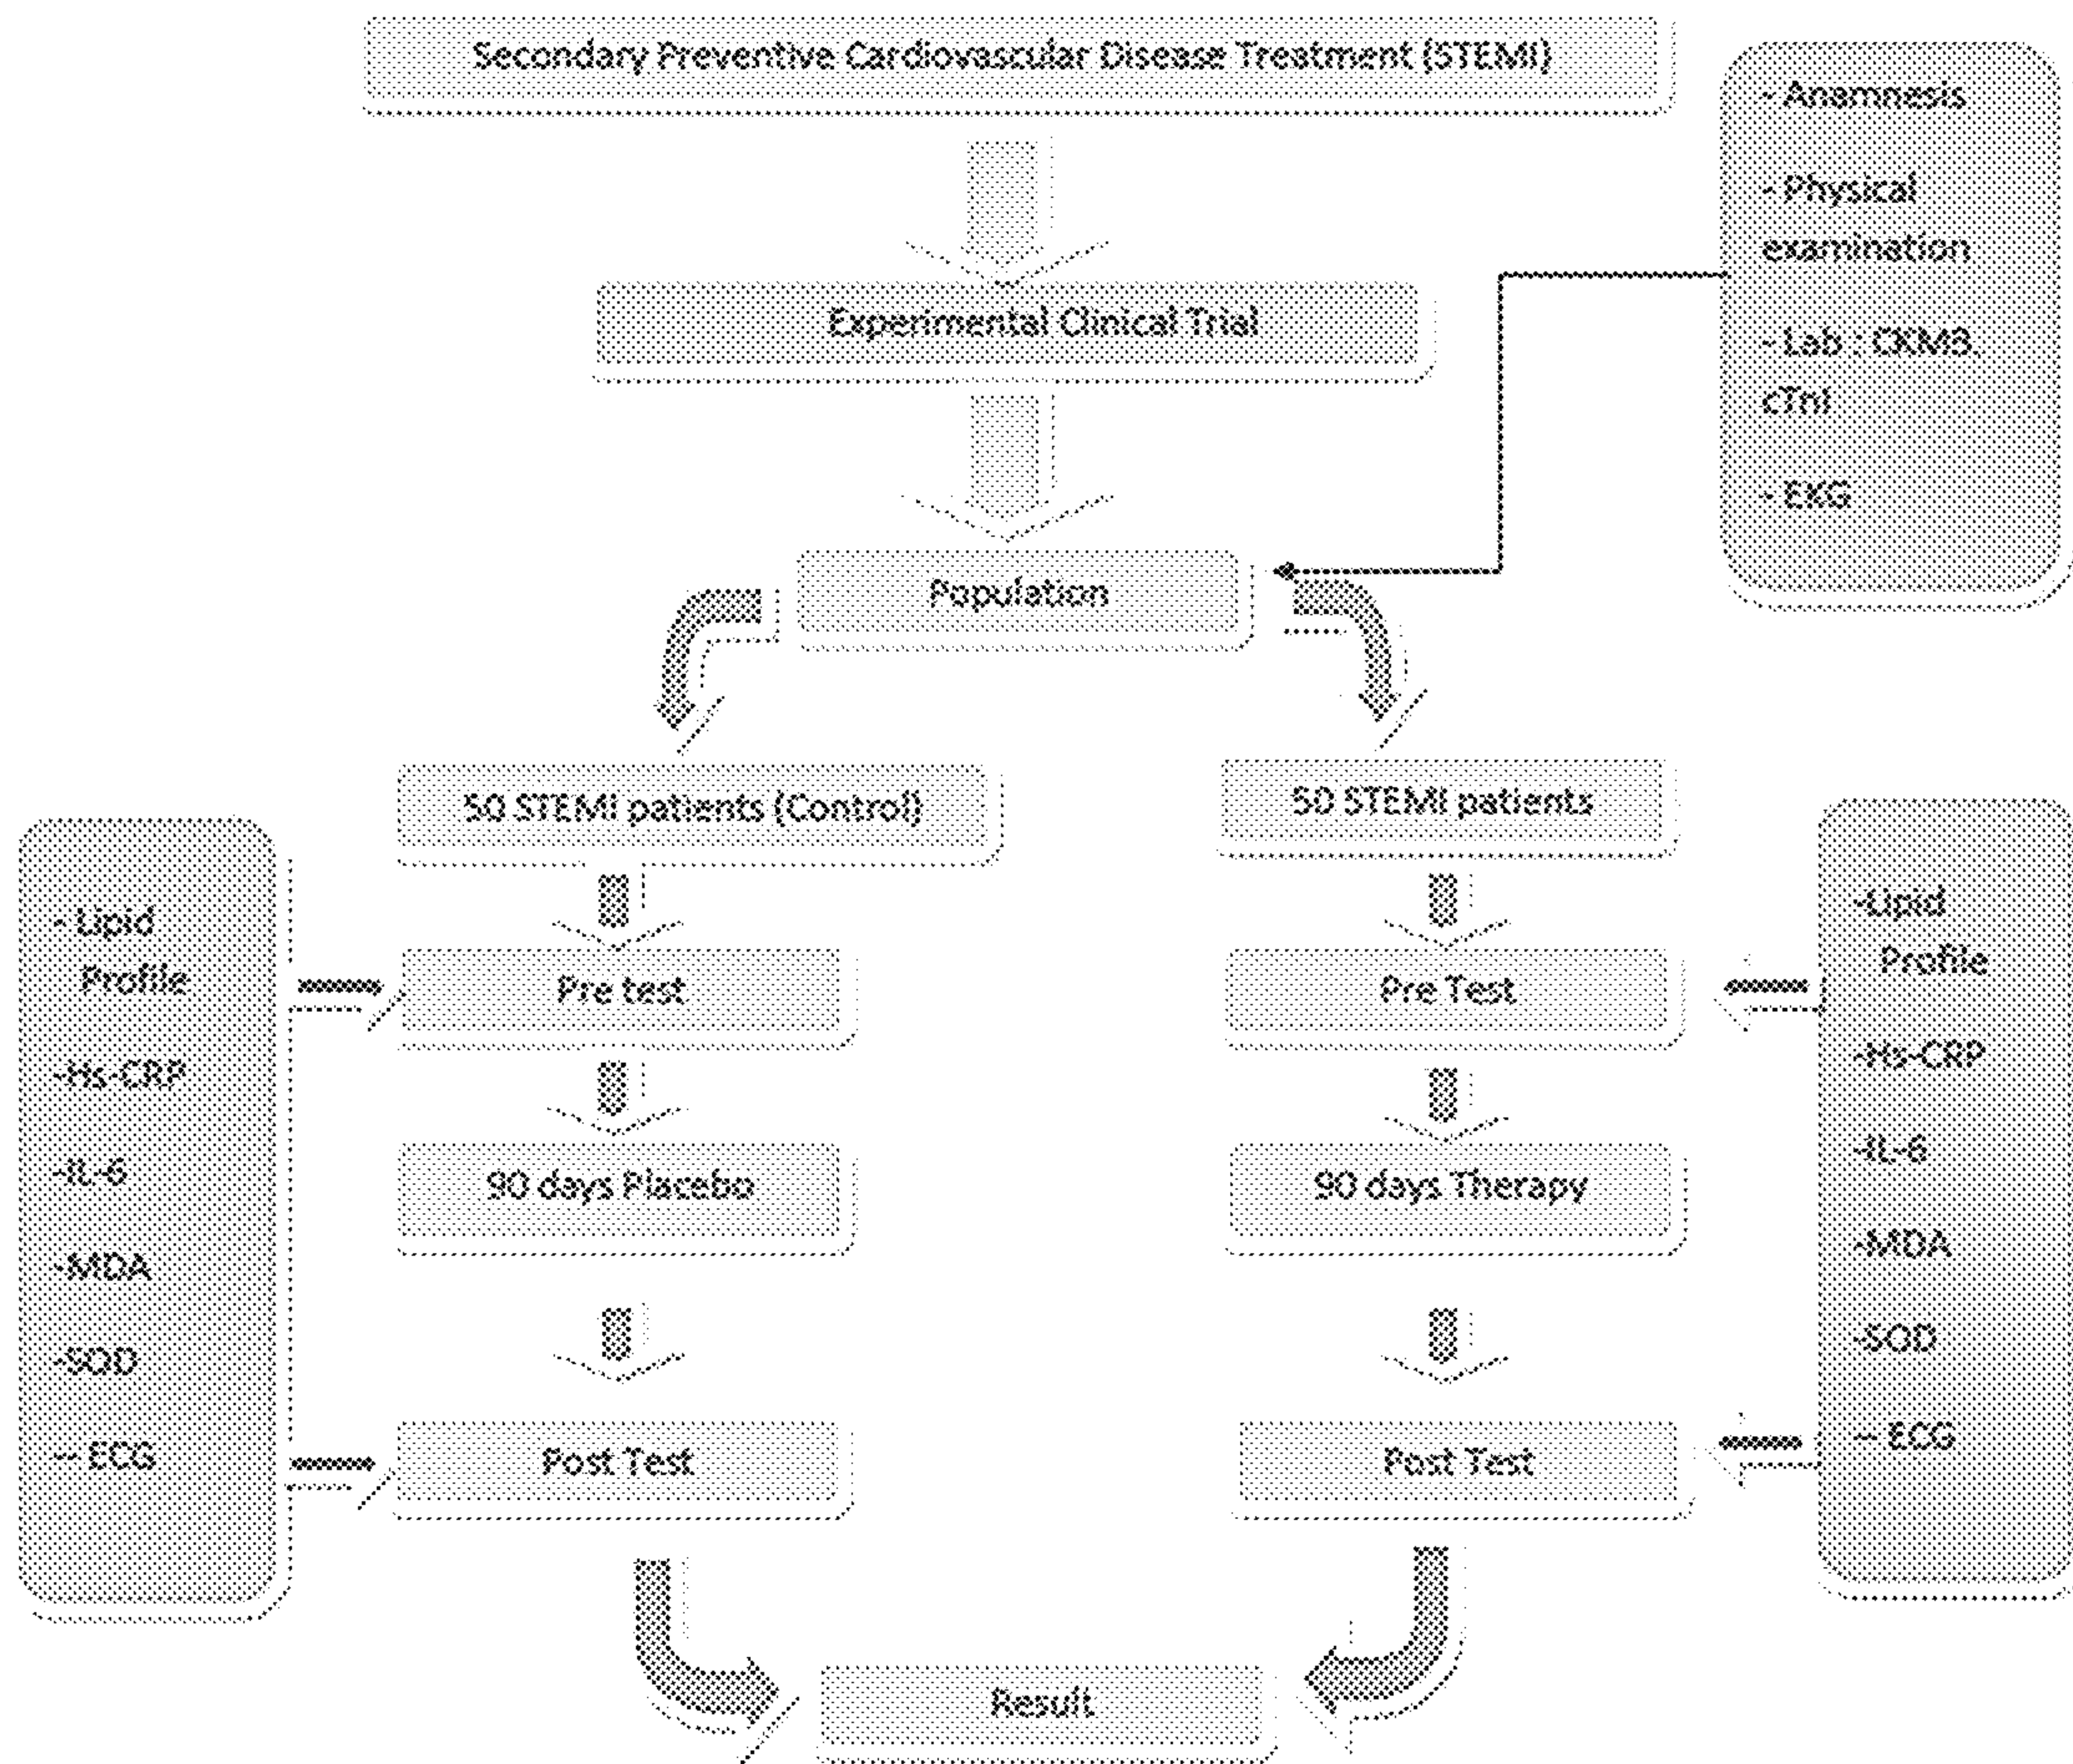 Secondary Preventive Cardiovascular Disease Treatment (STEMI)
- Anamnesis
- Physical
examination
- Lab : CKMB.
cTnI
- EKG
Experimental Clinical Trial
Population
50 STEMI patients (Control)
50 STEMI patients
- Lipid
Profile
-Hs-CRP
-IL-6
-MDA
-SOD
-- ECG
Pre test
90 days Placebo
Post Test
Pre Test
90 days Therapy
Post Test
-Lipid
Profile
-Hs-CRP
-IL-6
-MDA
-SOD
-- ECG
Result